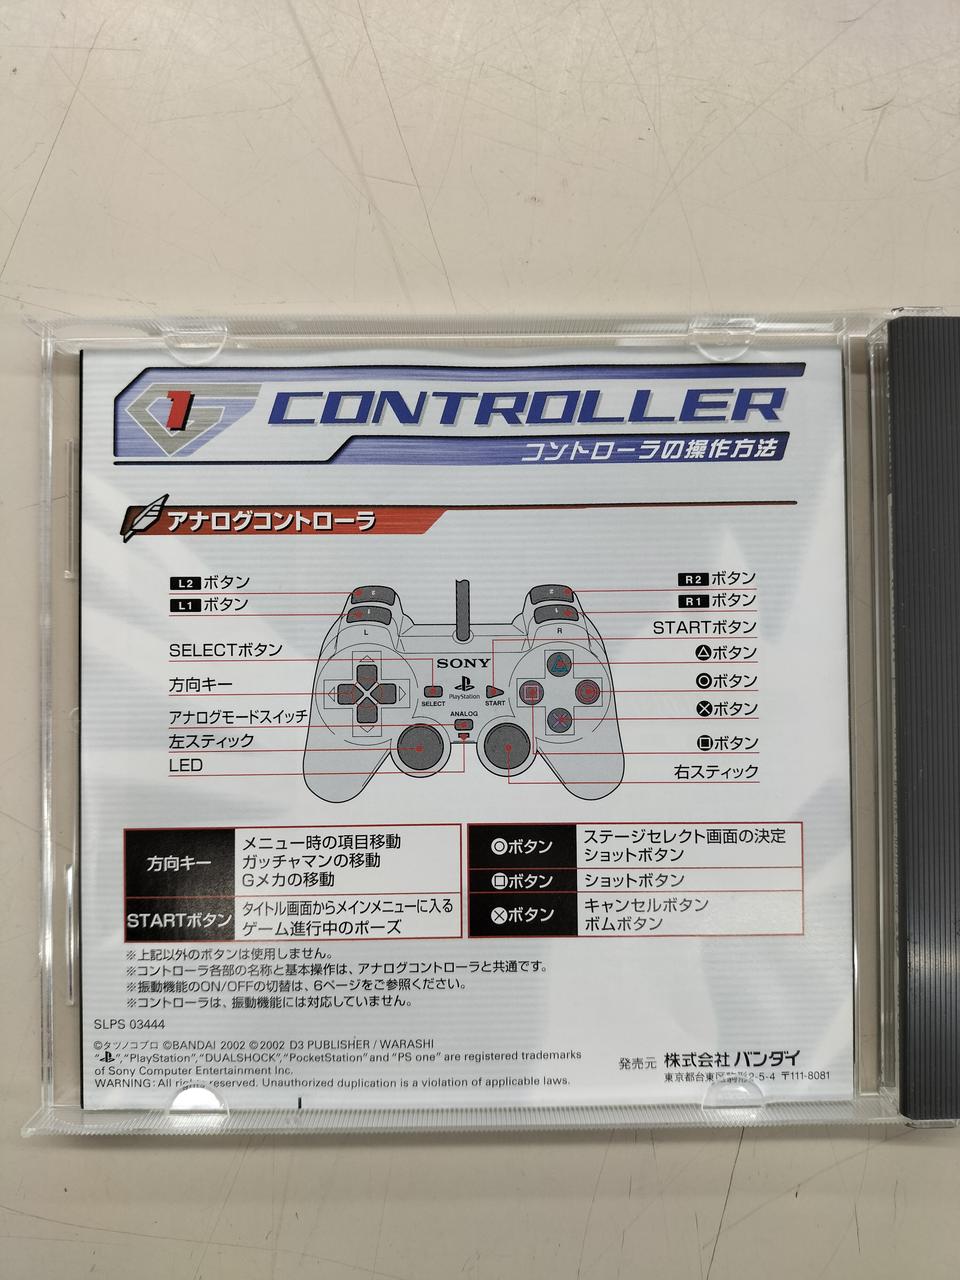 1
CONTROLLER
コントローラの操作方法
アナログコントローラ
L2 ボタン
L1 ボタン
SELECTボタン
方向キー
アナログモードスイッチ
左スティック
LED
2
1
L
2
1
R
SONY
PlayStation
SELECT
START
ANALOG
R2 ボタン
R1 ボタン
STARTボタン
△ボタン
○ボタン
×ボタン
□ボタン
右スティック
方向キー
メニュー時の項目移動
ガッチャマンの移動
Gメカの移動
STARTボタン
タイトル画面からメインメニューに入る
ゲーム進行中のポーズ
○ボタン
ステージセレクト画面の決定
ショットボタン
□ボタン
ショットボタン
×ボタン
キャンセルボタン
ボムボタン
※上記以外のボタンは使用しません。
※コントローラ各部の名称と基本操作は、アナログコントローラと共通です。
※振動機能のON/OFFの切替は、6ページをご参照ください。
※コントローラは、振動機能には対応していません。
SLPS 03444
©タツノコプロ ©BANDAI 2002 ©2002 D3 PUBLISHER / WARASHI
“ ”, “PlayStation”, “DUALSHOCK”, “PocketStation” and “PS one” are registered trademarks
of Sony Computer Entertainment Inc.
WARNING: All rights reserved. Unauthorized duplication is a violation of applicable laws.
発売元 株式会社 バンダイ
東京都台東区駒形2-5-4 〒111-8081